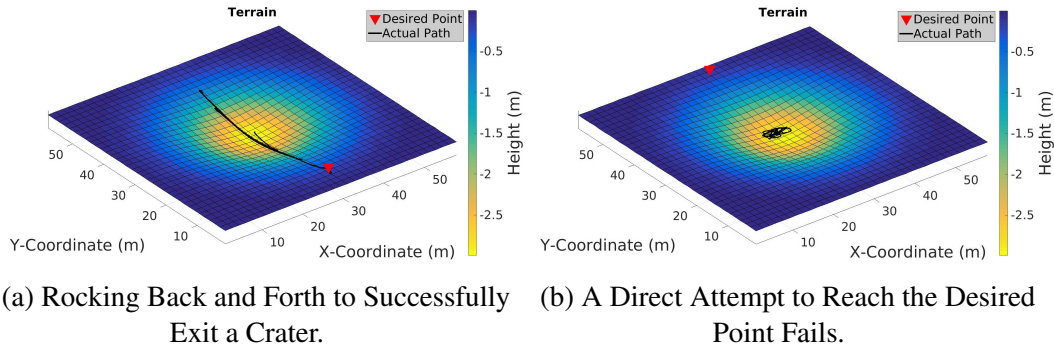 Terrain
Desired Point
Actual Path
-0.5
-1
-1.5
-2
-2.5
Height (m)
50
40
30
20
10
Y-Coordinate (m)
10
20
30
40
50
X-Coordinate (m)
(a) Rocking Back and Forth to Successfully
Exit a Crater.
Terrain
Desired Point
Actual Path
-0.5
-1
-1.5
-2
-2.5
Height (m)
50
40
30
20
10
Y-Coordinate (m)
10
20
30
40
50
X-Coordinate (m)
(b) A Direct Attempt to Reach the Desired
Point Fails.